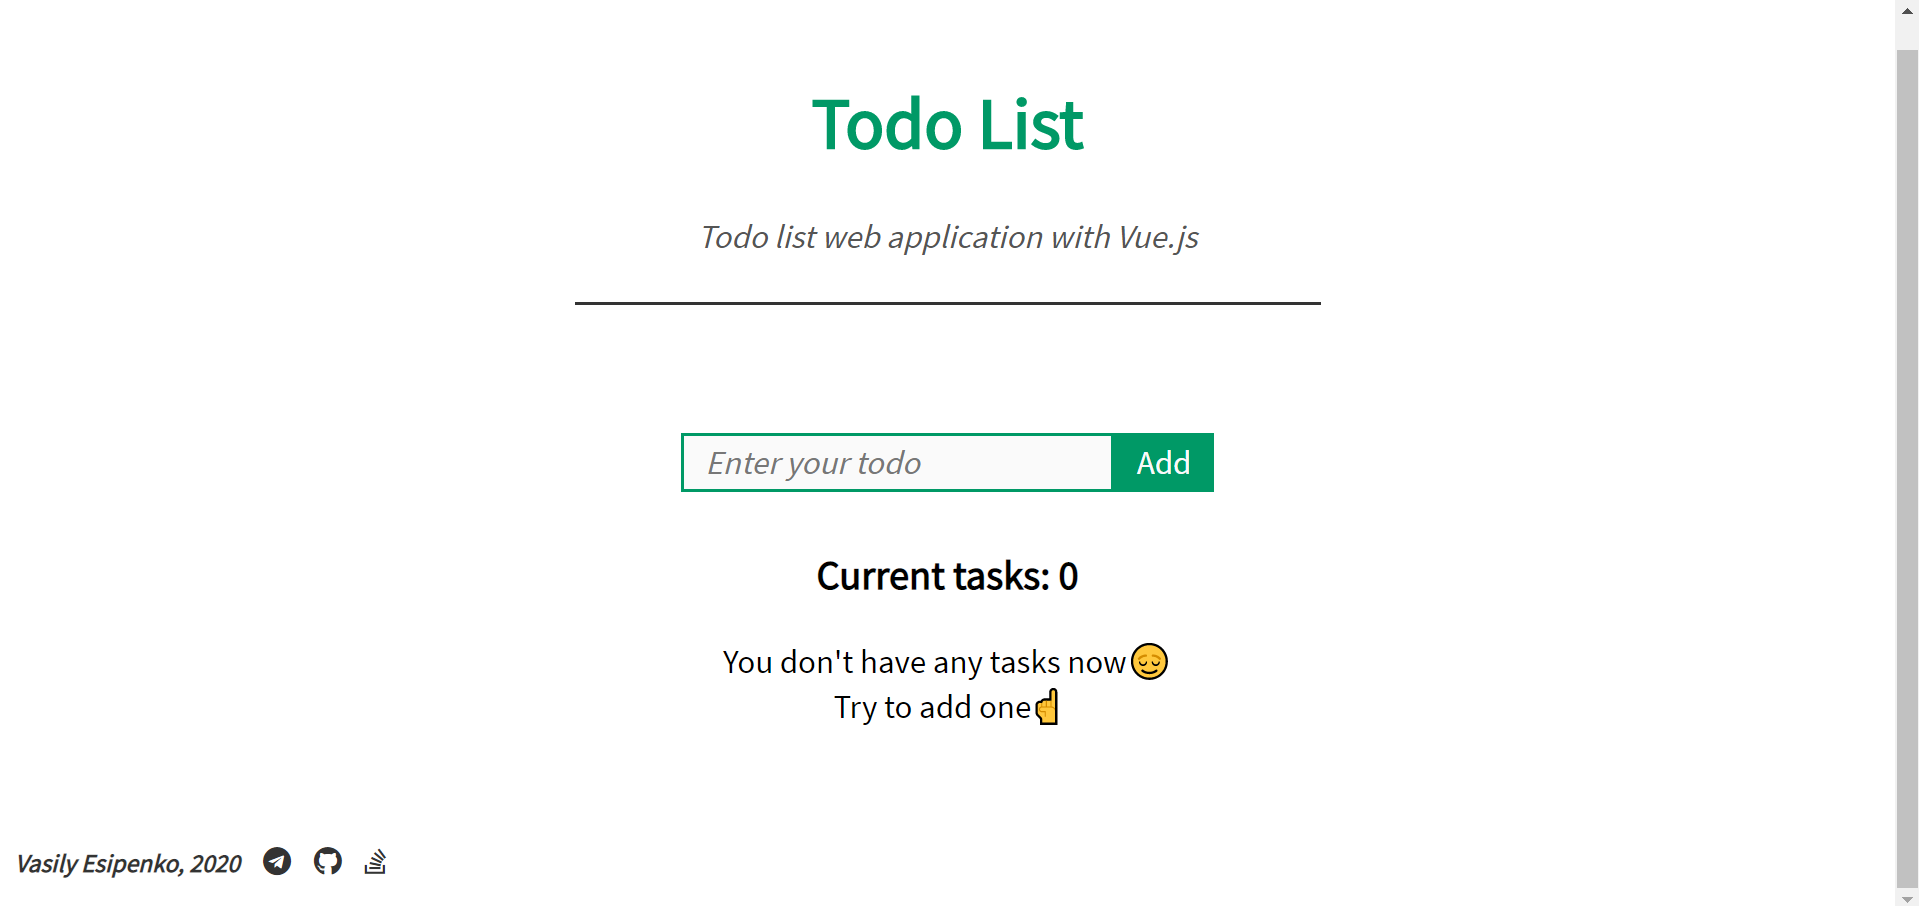 Todo List
Todo list web application with Vue.js
Enter your todo
Add
Current tasks: 0
You don't have any tasks now😌
Try to add one☝
Vasily Esipenko, 2020